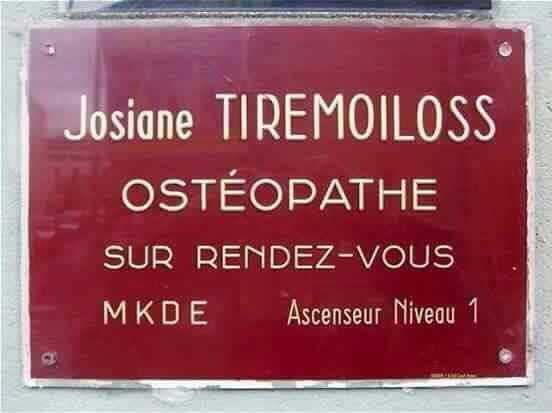 Josiane TIREMOILOSS
OSTÉOPATHE
SUR RENDEZ-VOUS
MKDE Ascenseur Niveau 1